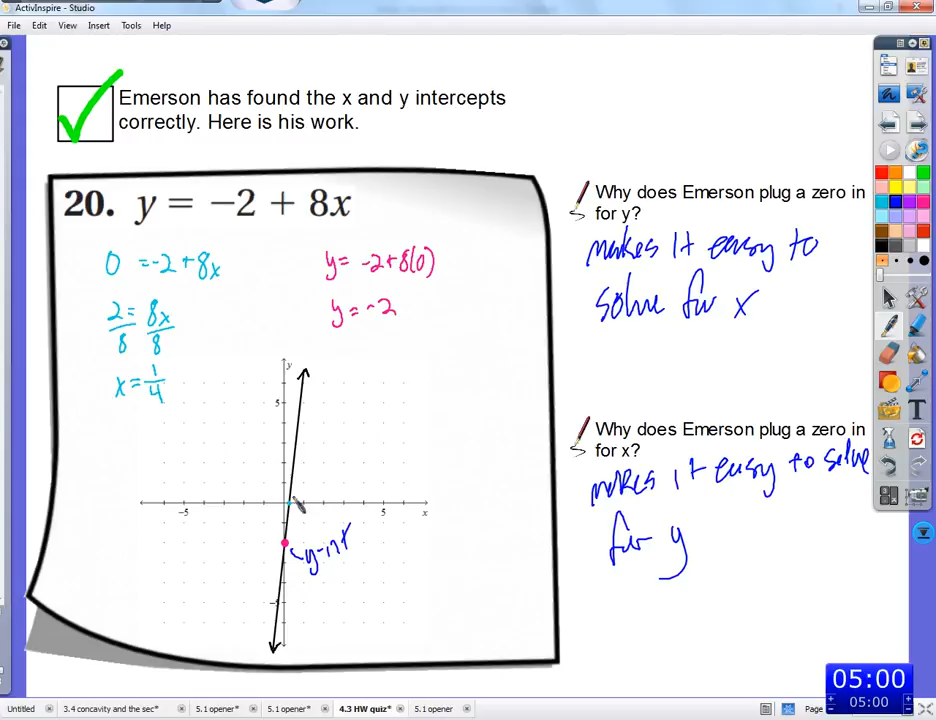 ActivInspire - Studio
File Edit View Insert Tools Help
Emerson has found the x and y intercepts
correctly. Here is his work.
20. y = −2 + 8x
0 = -2 + 8x
2 = 8x
8 8
x = 1/4
y = -2+8(0)
y = -2
y
5
-5
5
x
y-int
Why does Emerson plug a zero in
for y?
makes it easy to
solve for x
Why does Emerson plug a zero in
for x?
makes it easy to solve
for y
T
05:00
05:00
Untitled 3.4 concavity and the sec* 5.1 opener* 5.1 opener* 4.3 HW quiz* 5.1 opener Page